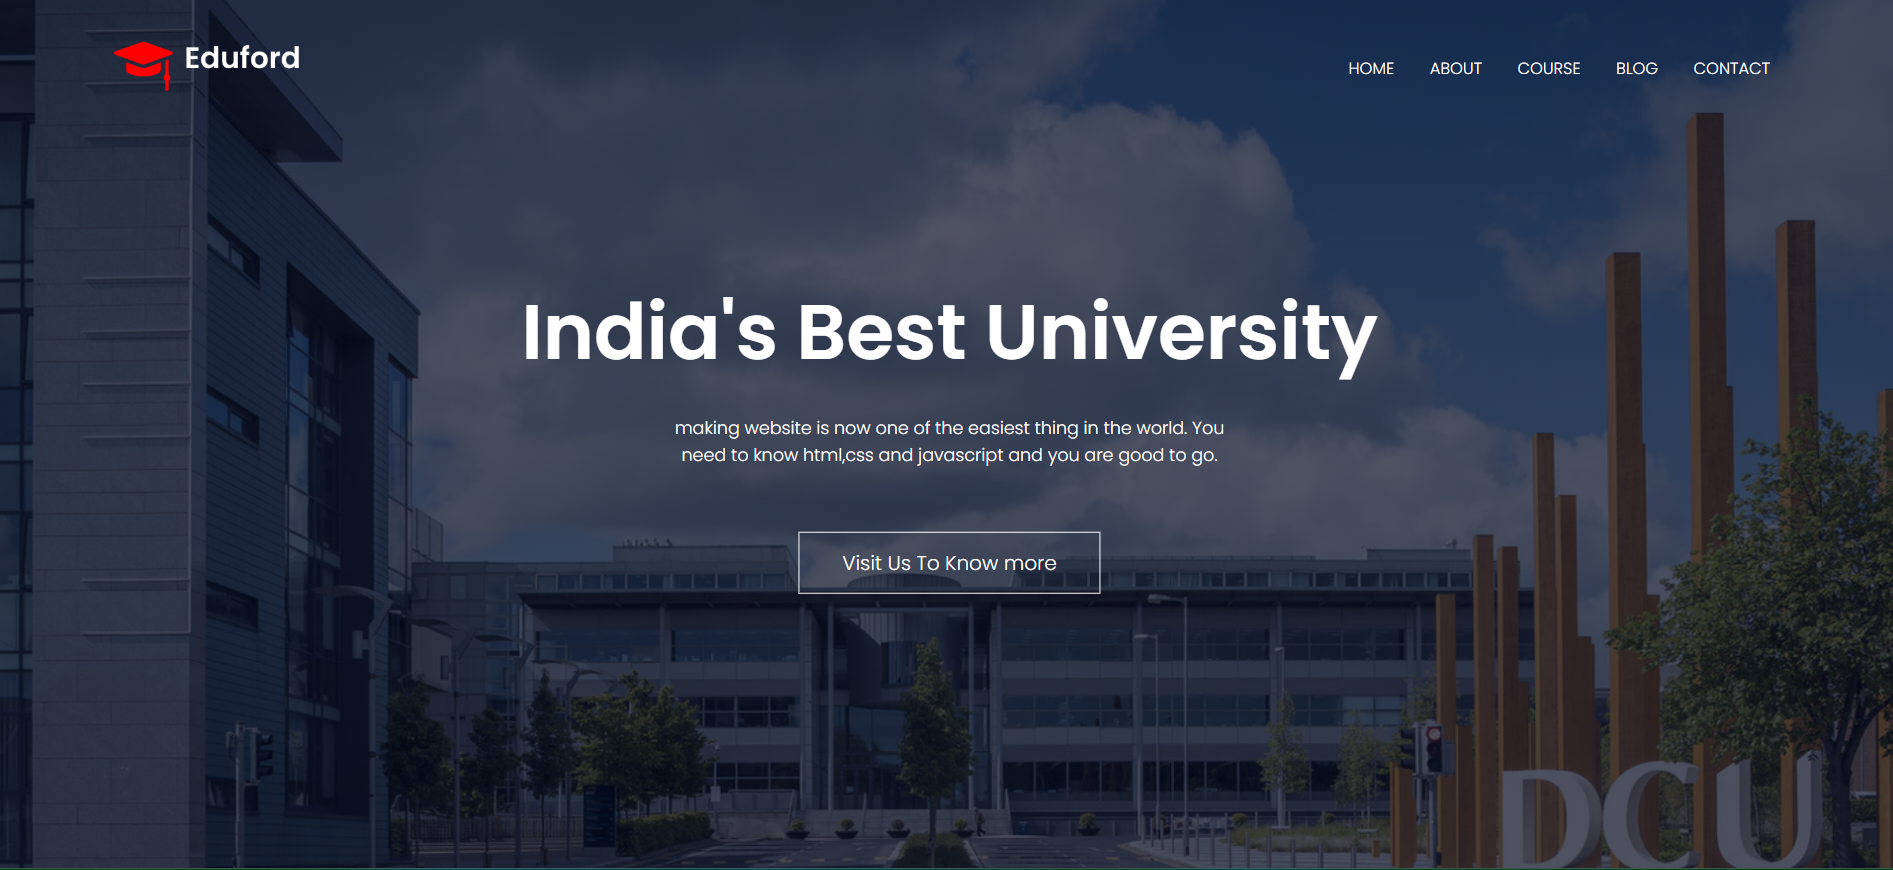 Eduford
HOME ABOUT COURSE BLOG CONTACT
India's Best University
making website is now one of the easiest thing in the world. You
need to know html,css and javascript and you are good to go.
Visit Us To Know more
DCU